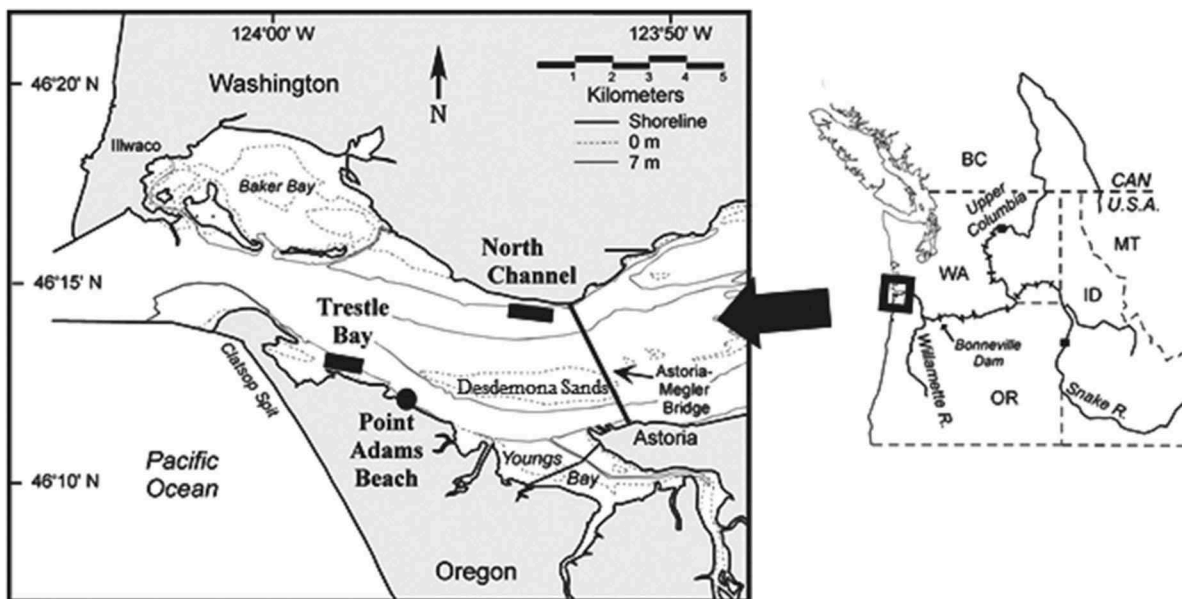 124°00' W
123°50' W
46°20' N
46°15' N
46°10' N
Washington
N
1 2 3 4 5
Kilometers
Shoreline
0 m
7 m
Illwaco
Baker Bay
North
Channel
Trestle
Bay
Clatsop Spit
Desdemona Sands
Astoria-
Megler
Bridge
Point
Adams
Beach
Astoria
Youngs
Bay
Pacific
Ocean
Oregon
BC
CAN
U.S.A.
Upper
Columbia
MT
WA
ID
Bonneville
Dam
Willamette R.
OR
Snake R.